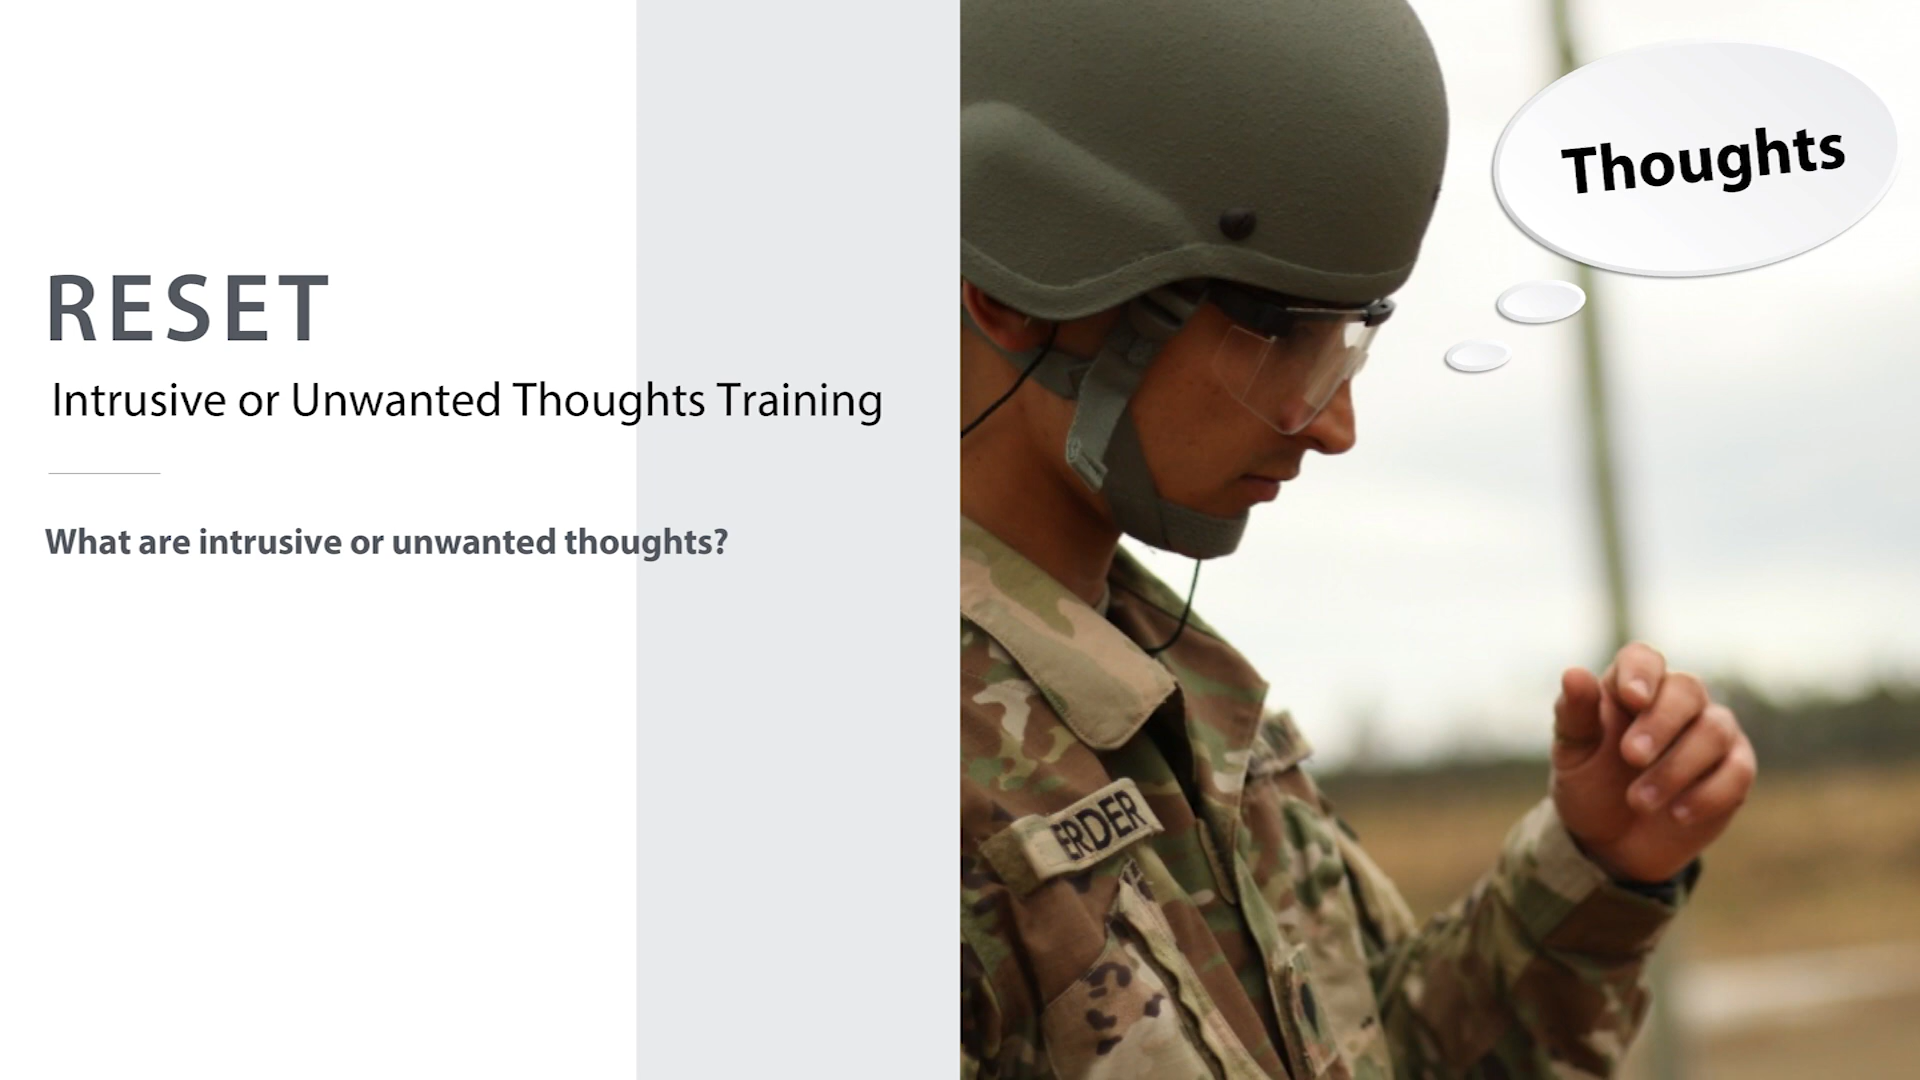 RESET
Intrusive or Unwanted Thoughts Training
What are intrusive or unwanted thoughts?
Thoughts
ERDER